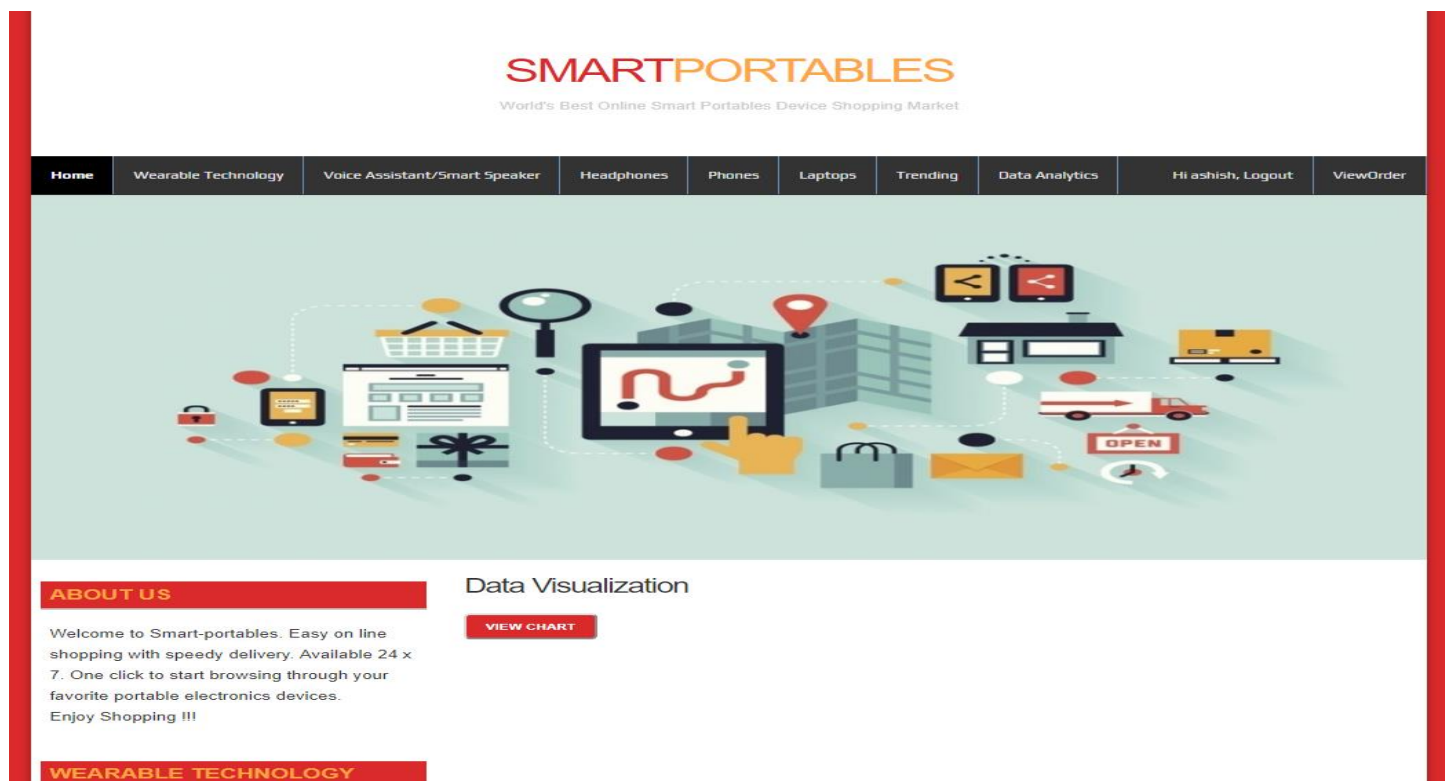 SMARTPORTABLES
World's Best Online Smart Portables Device Shopping Market
Home Wearable Technology Voice Assistant/Smart Speaker Headphones Phones Laptops Trending Data Analytics Hi ashish, Logout ViewOrder
OPEN
ABOUT US
Welcome to Smart-portables. Easy on line
shopping with speedy delivery. Available 24 x
7. One click to start browsing through your
favorite portable electronics devices.
Enjoy Shopping !!!
WEARABLE TECHNOLOGY
Data Visualization
VIEW CHART